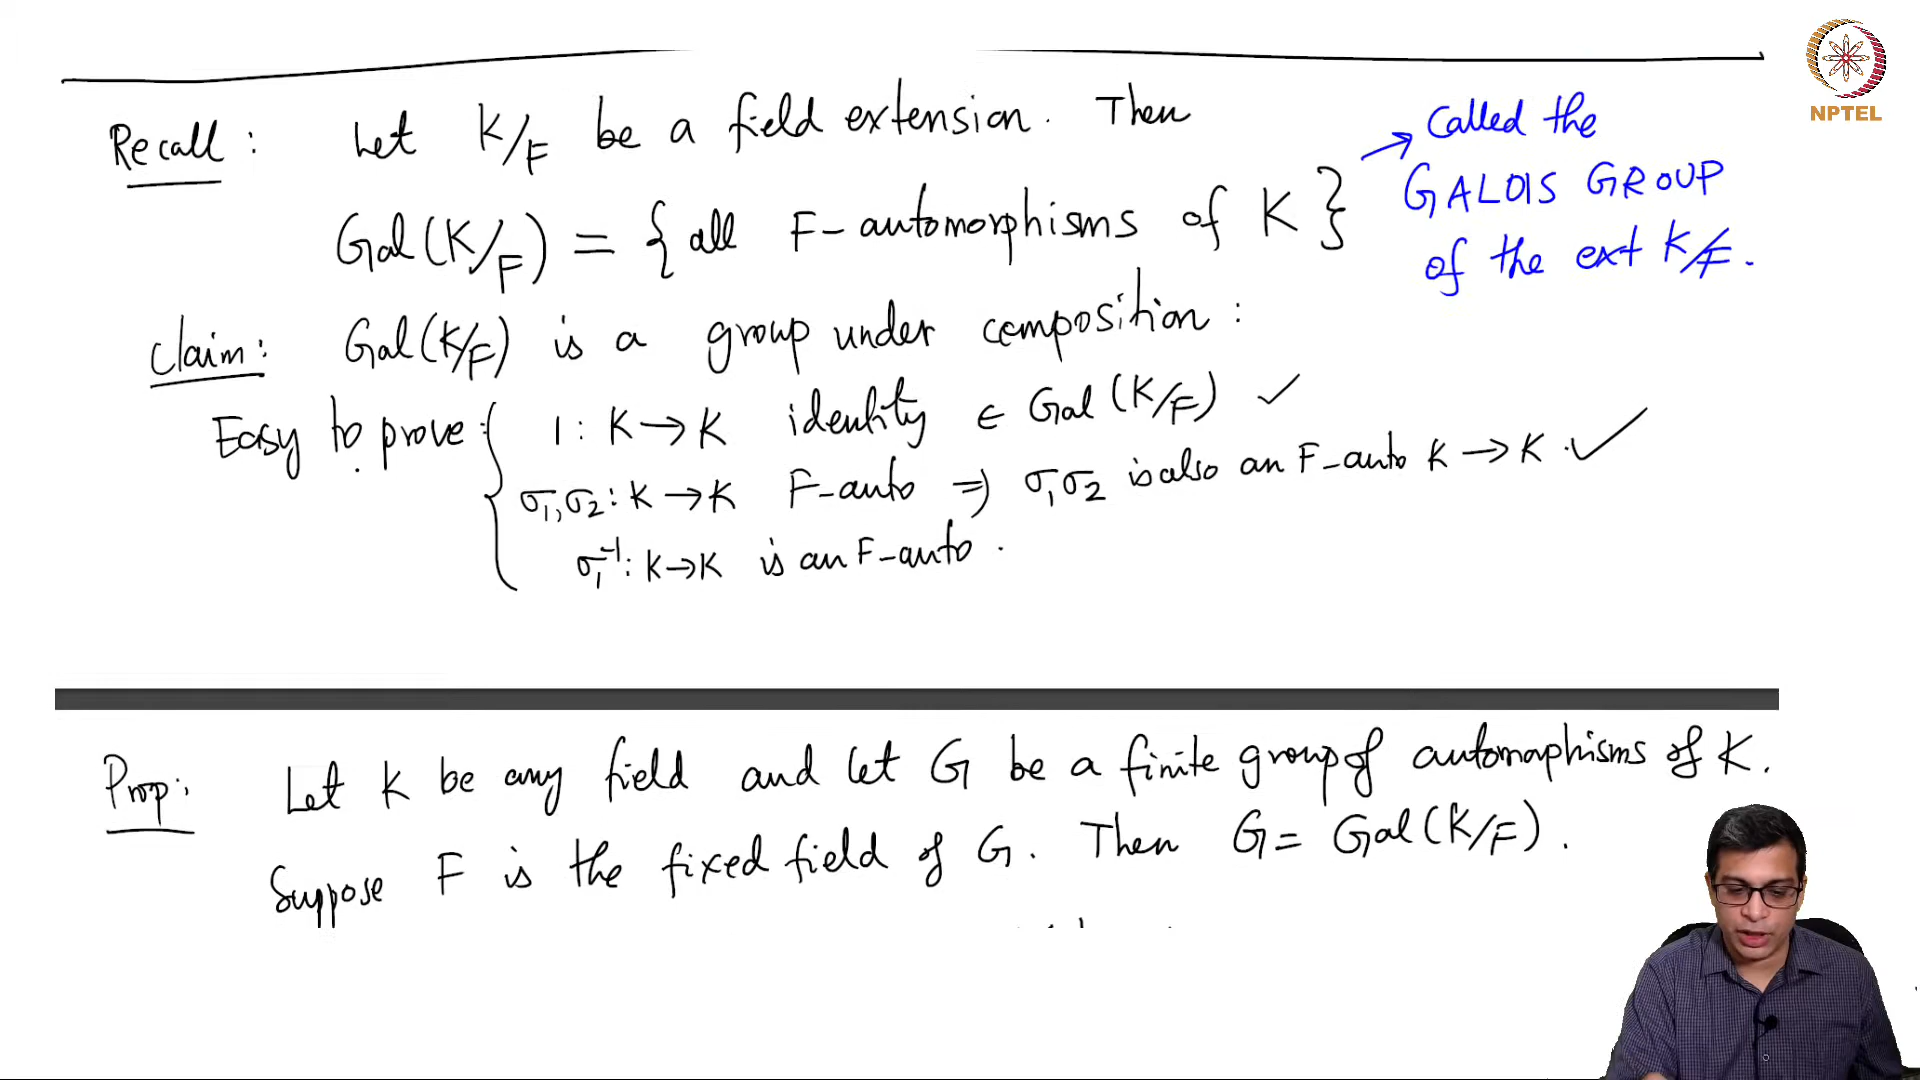 Recall : Let K/F be a field extension. Then
Gal(K/F) = { all F-automorphisms of K }
→ Called the
GALOIS GROUP
of the ext K/F.
NPTEL
Claim: Gal(K/F) is a group under composition :
Easy to prove : { 1 : K → K identity ∈ Gal(K/F) ✓
σ₁, σ₂ : K → K F-auto ⇒ σ₁σ₂ is also an F-auto K → K . ✓
σ₁⁻¹ : K → K is an F-auto .
Prop: Let K be any field and let G be a finite group of automorphisms of K.
Suppose F is the fixed field of G. Then G = Gal(K/F).